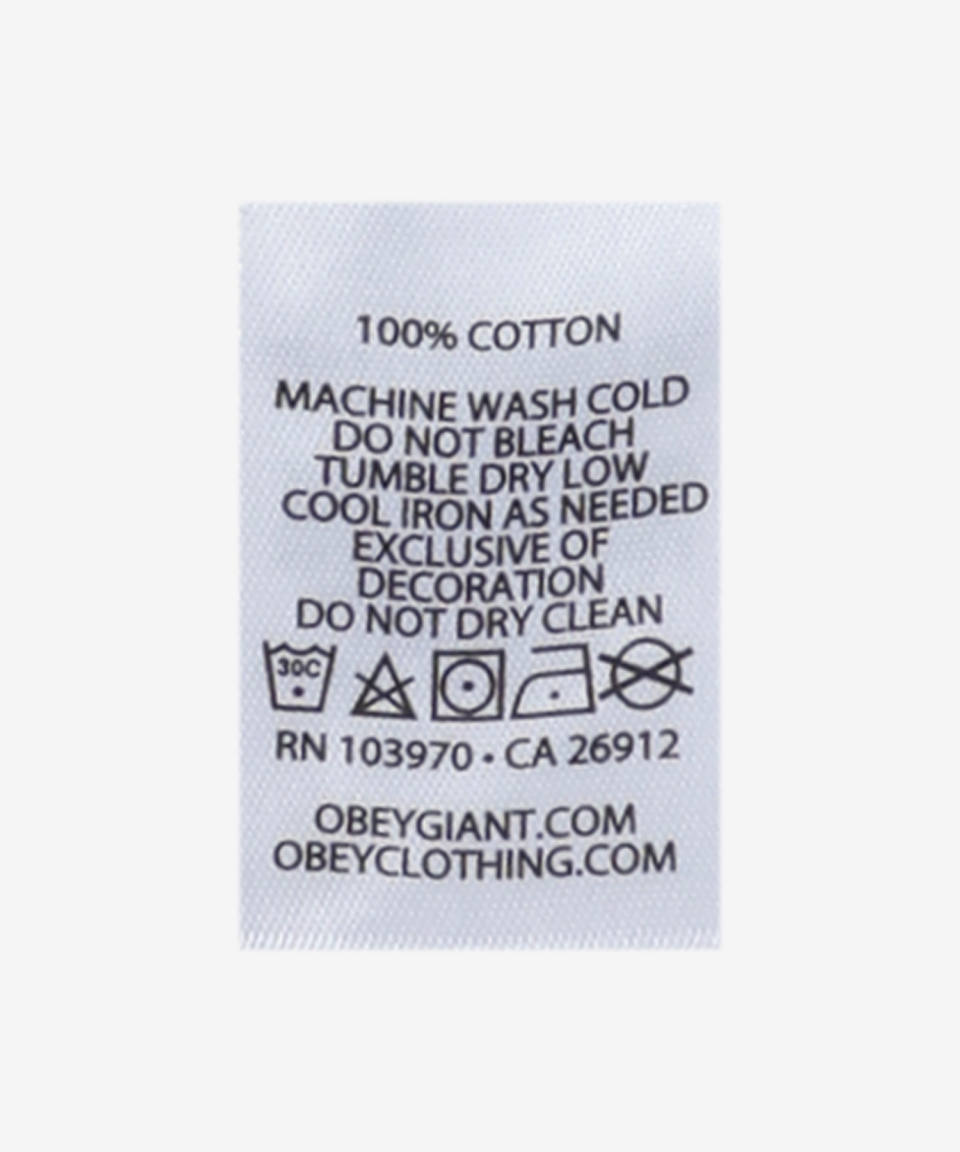 100% COTTON
MACHINE WASH COLD
DO NOT BLEACH
TUMBLE DRY LOW
COOL IRON AS NEEDED
EXCLUSIVE OF
DECORATION
DO NOT DRY CLEAN
30C
RN 103970 • CA 26912
OBEYGIANT.COM
OBEYCLOTHING.COM